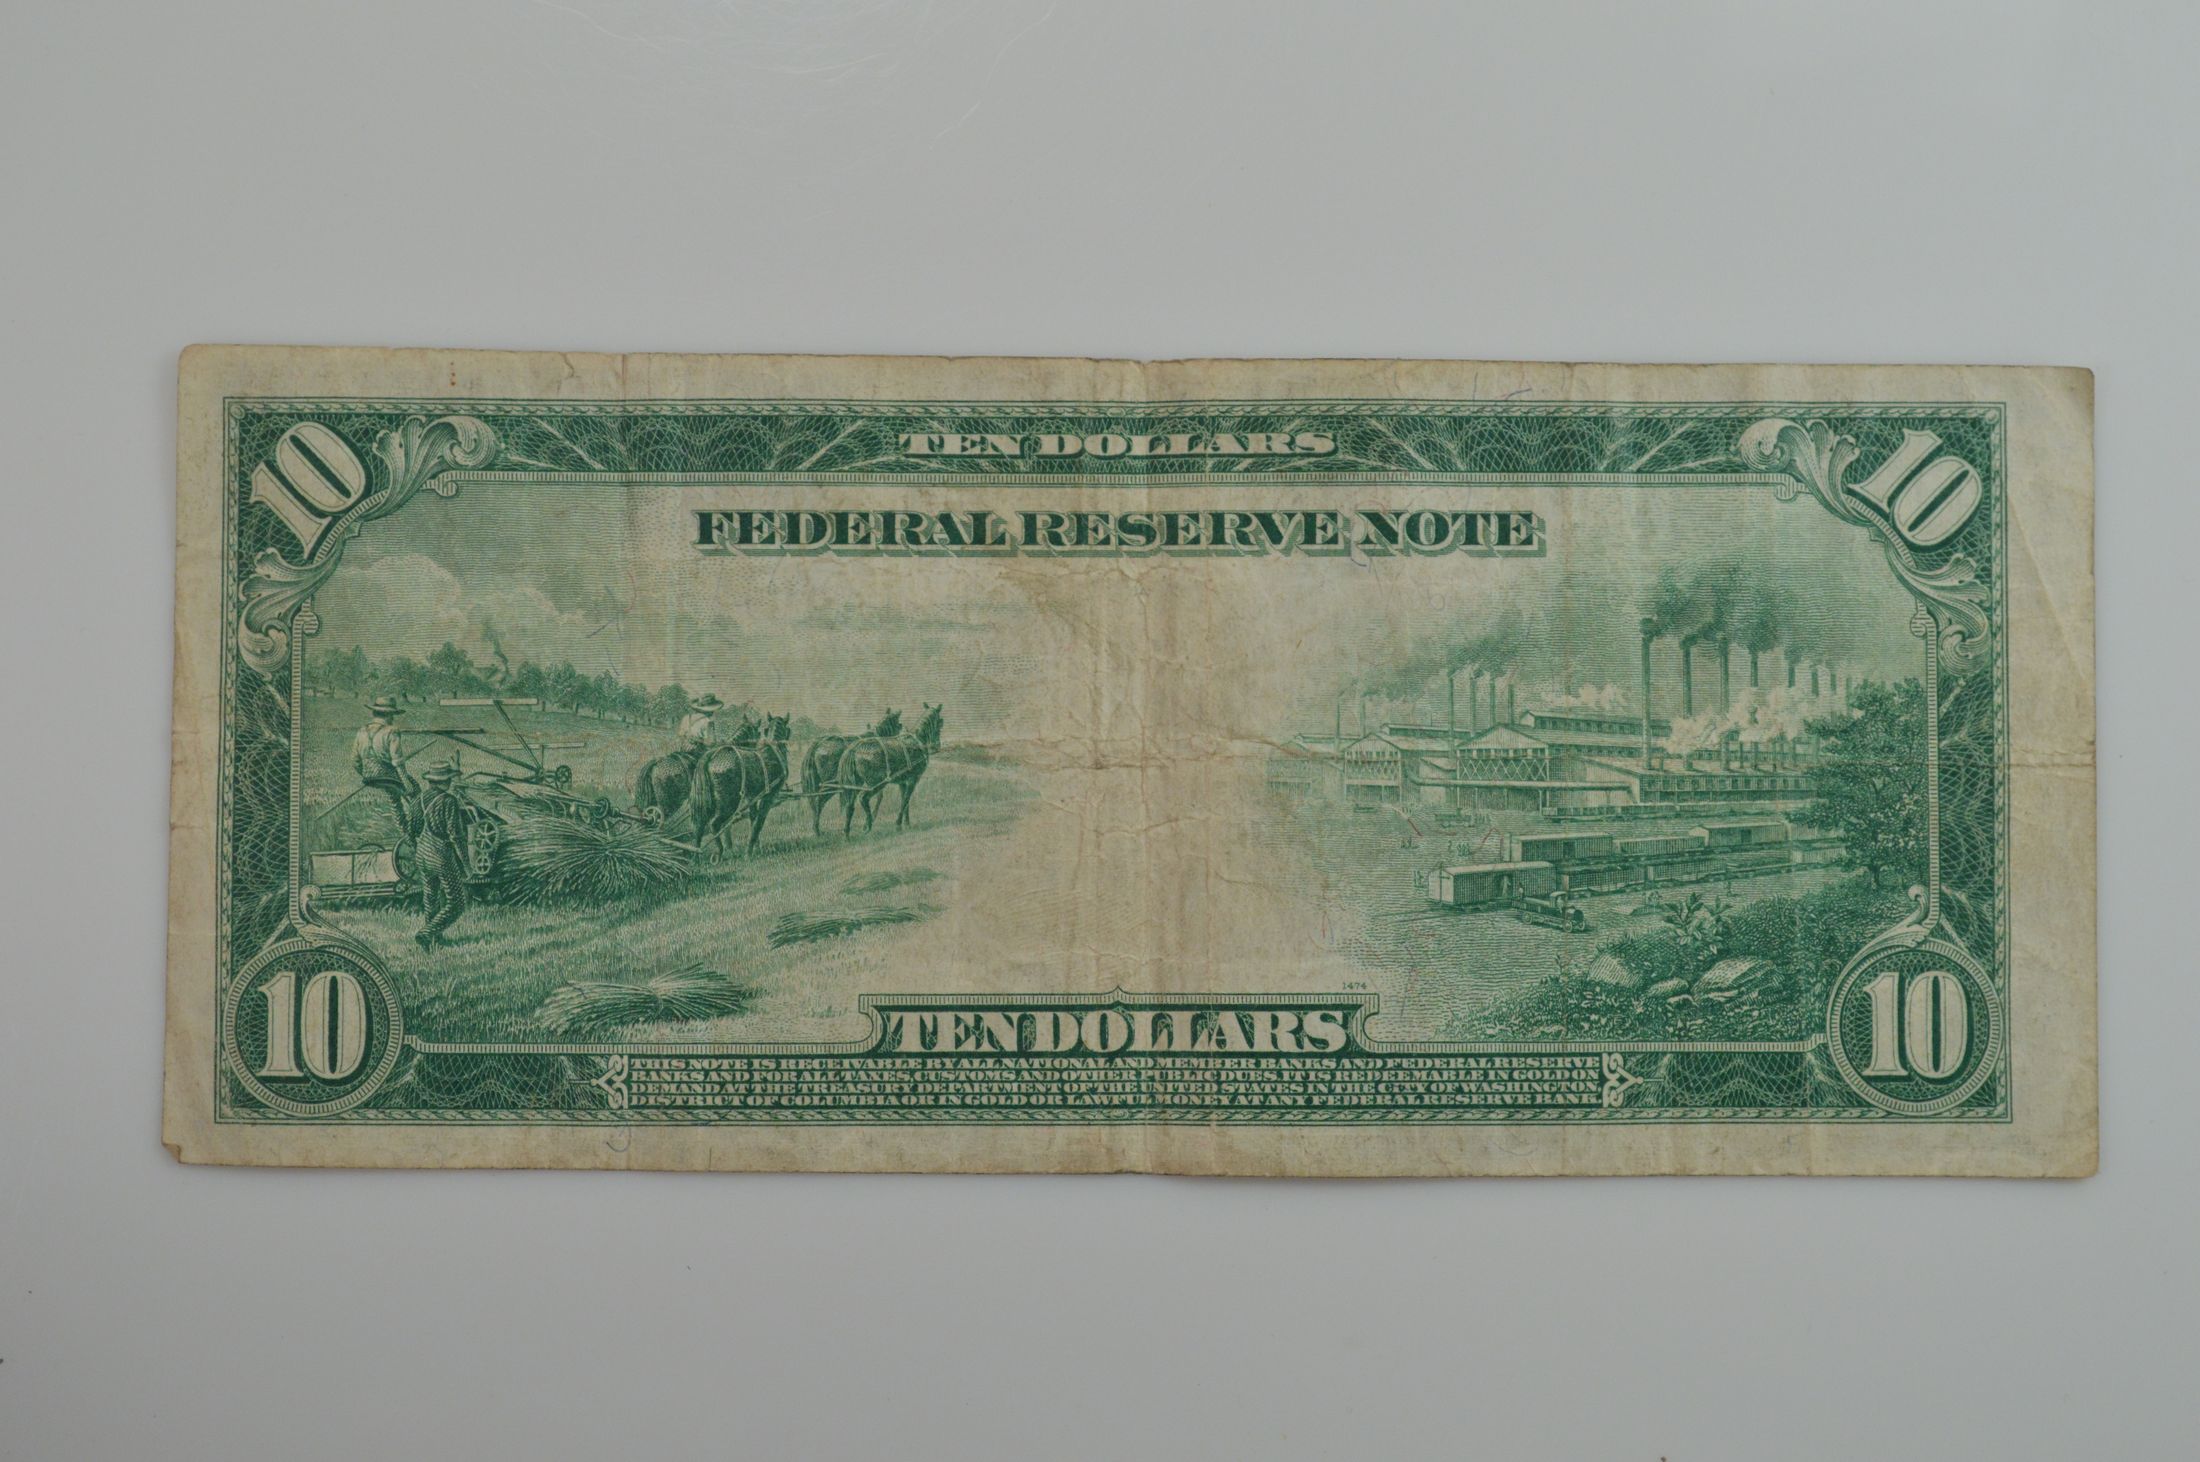 10
TEN DOLLARS
10
FEDERAL RESERVE NOTE
1474
10
TEN DOLLARS
10
THIS NOTE IS RECEIVABLE BY ALL NATIONAL AND MEMBER BANKS AND FEDERAL RESERVE
BANKS AND FOR ALL TAXES, CUSTOMS AND OTHER PUBLIC DUES. IT IS REDEEMABLE IN GOLD ON
DEMAND AT THE TREASURY DEPARTMENT OF THE UNITED STATES IN THE CITY OF WASHINGTON,
DISTRICT OF COLUMBIA OR IN GOLD OR LAWFUL MONEY AT ANY FEDERAL RESERVE BANK.